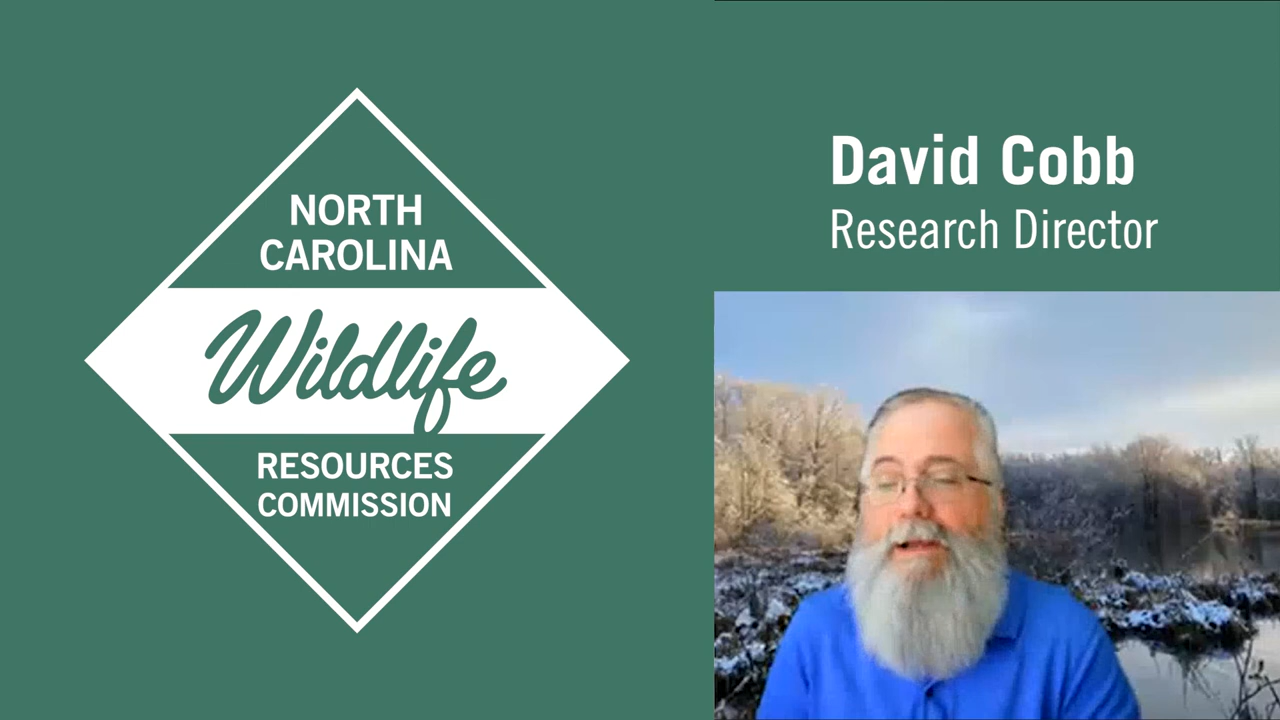 NORTH
CAROLINA
Wildlife
RESOURCES
COMMISSION
David Cobb
Research Director